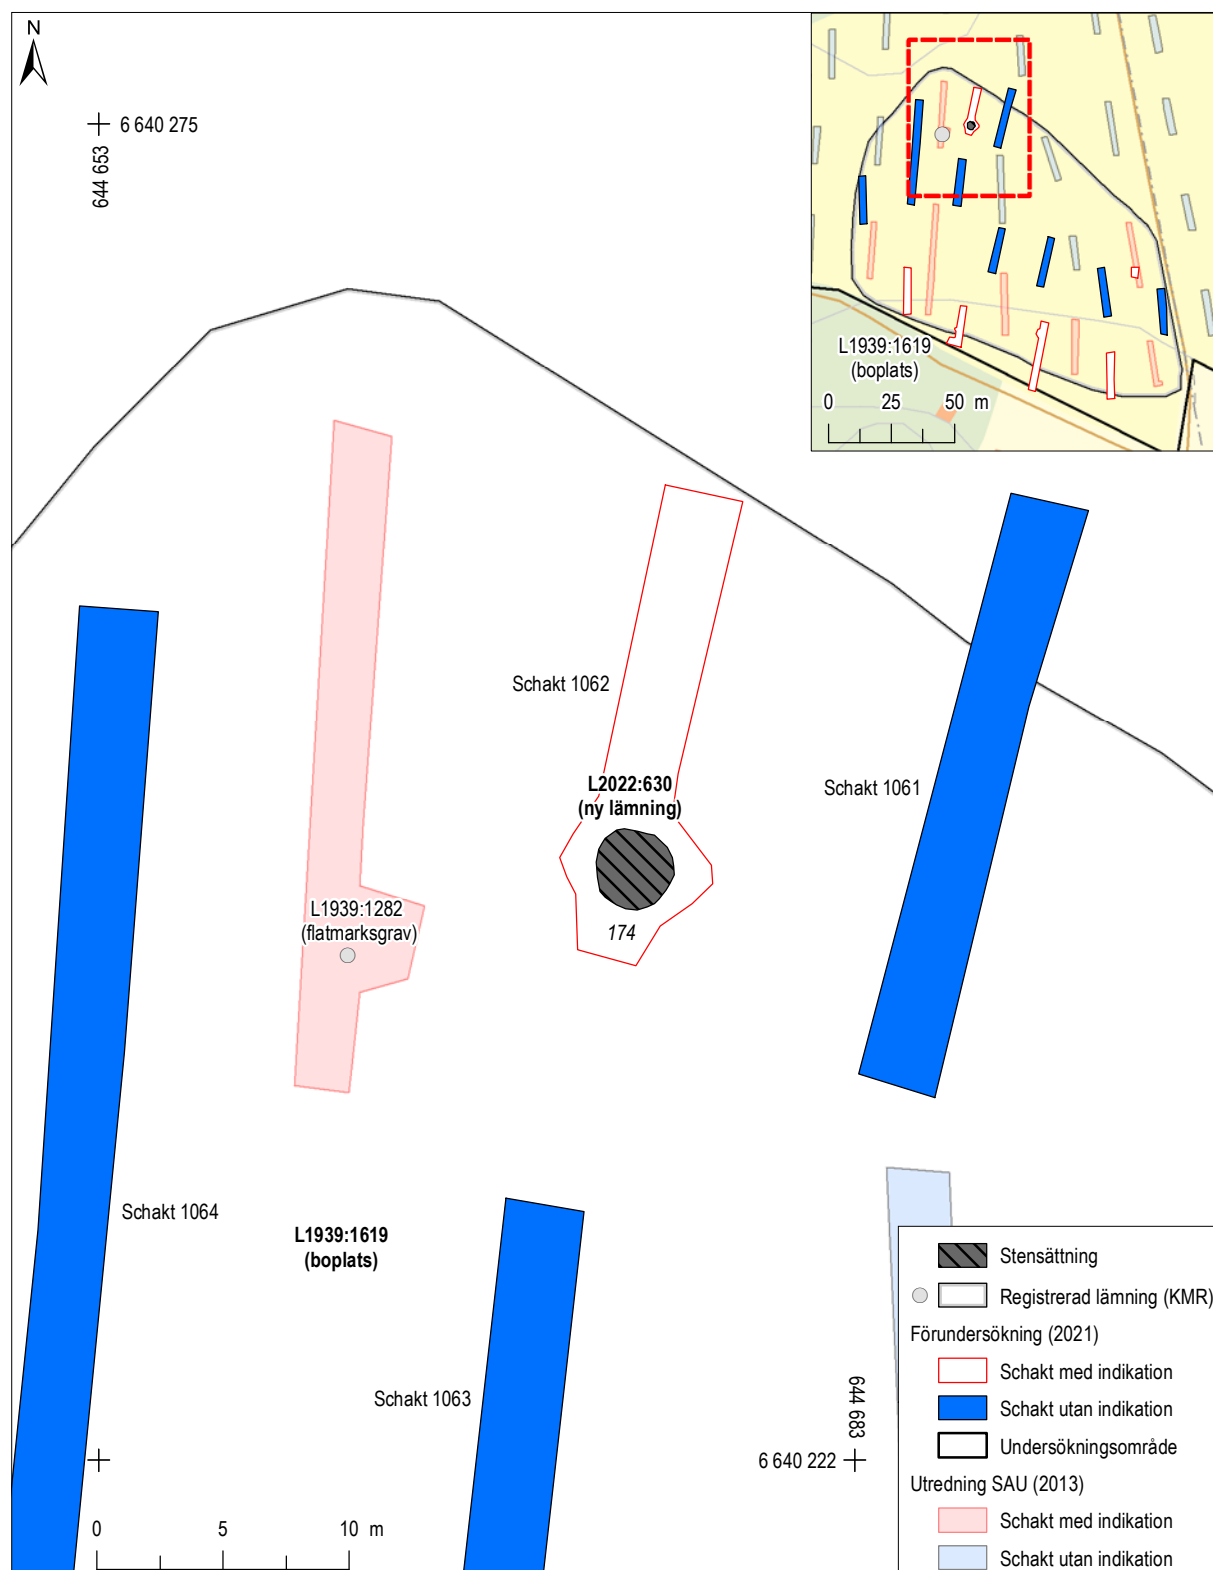 N
6 640 275
644 653
L1939:1619
(boplats)
0 25 50 m
Schakt 1062
L2022:630
(ny lämning)
Schakt 1061
L1939:1282
(flatmarksgrav)
174
Schakt 1064
L1939:1619
(boplats)
Schakt 1063
644 683
6 640 222
0 5 10 m
Stensättning
Registrerad lämning (KMR)
Förundersökning (2021)
Schakt med indikation
Schakt utan indikation
Undersökningsområde
Utredning SAU (2013)
Schakt med indikation
Schakt utan indikation